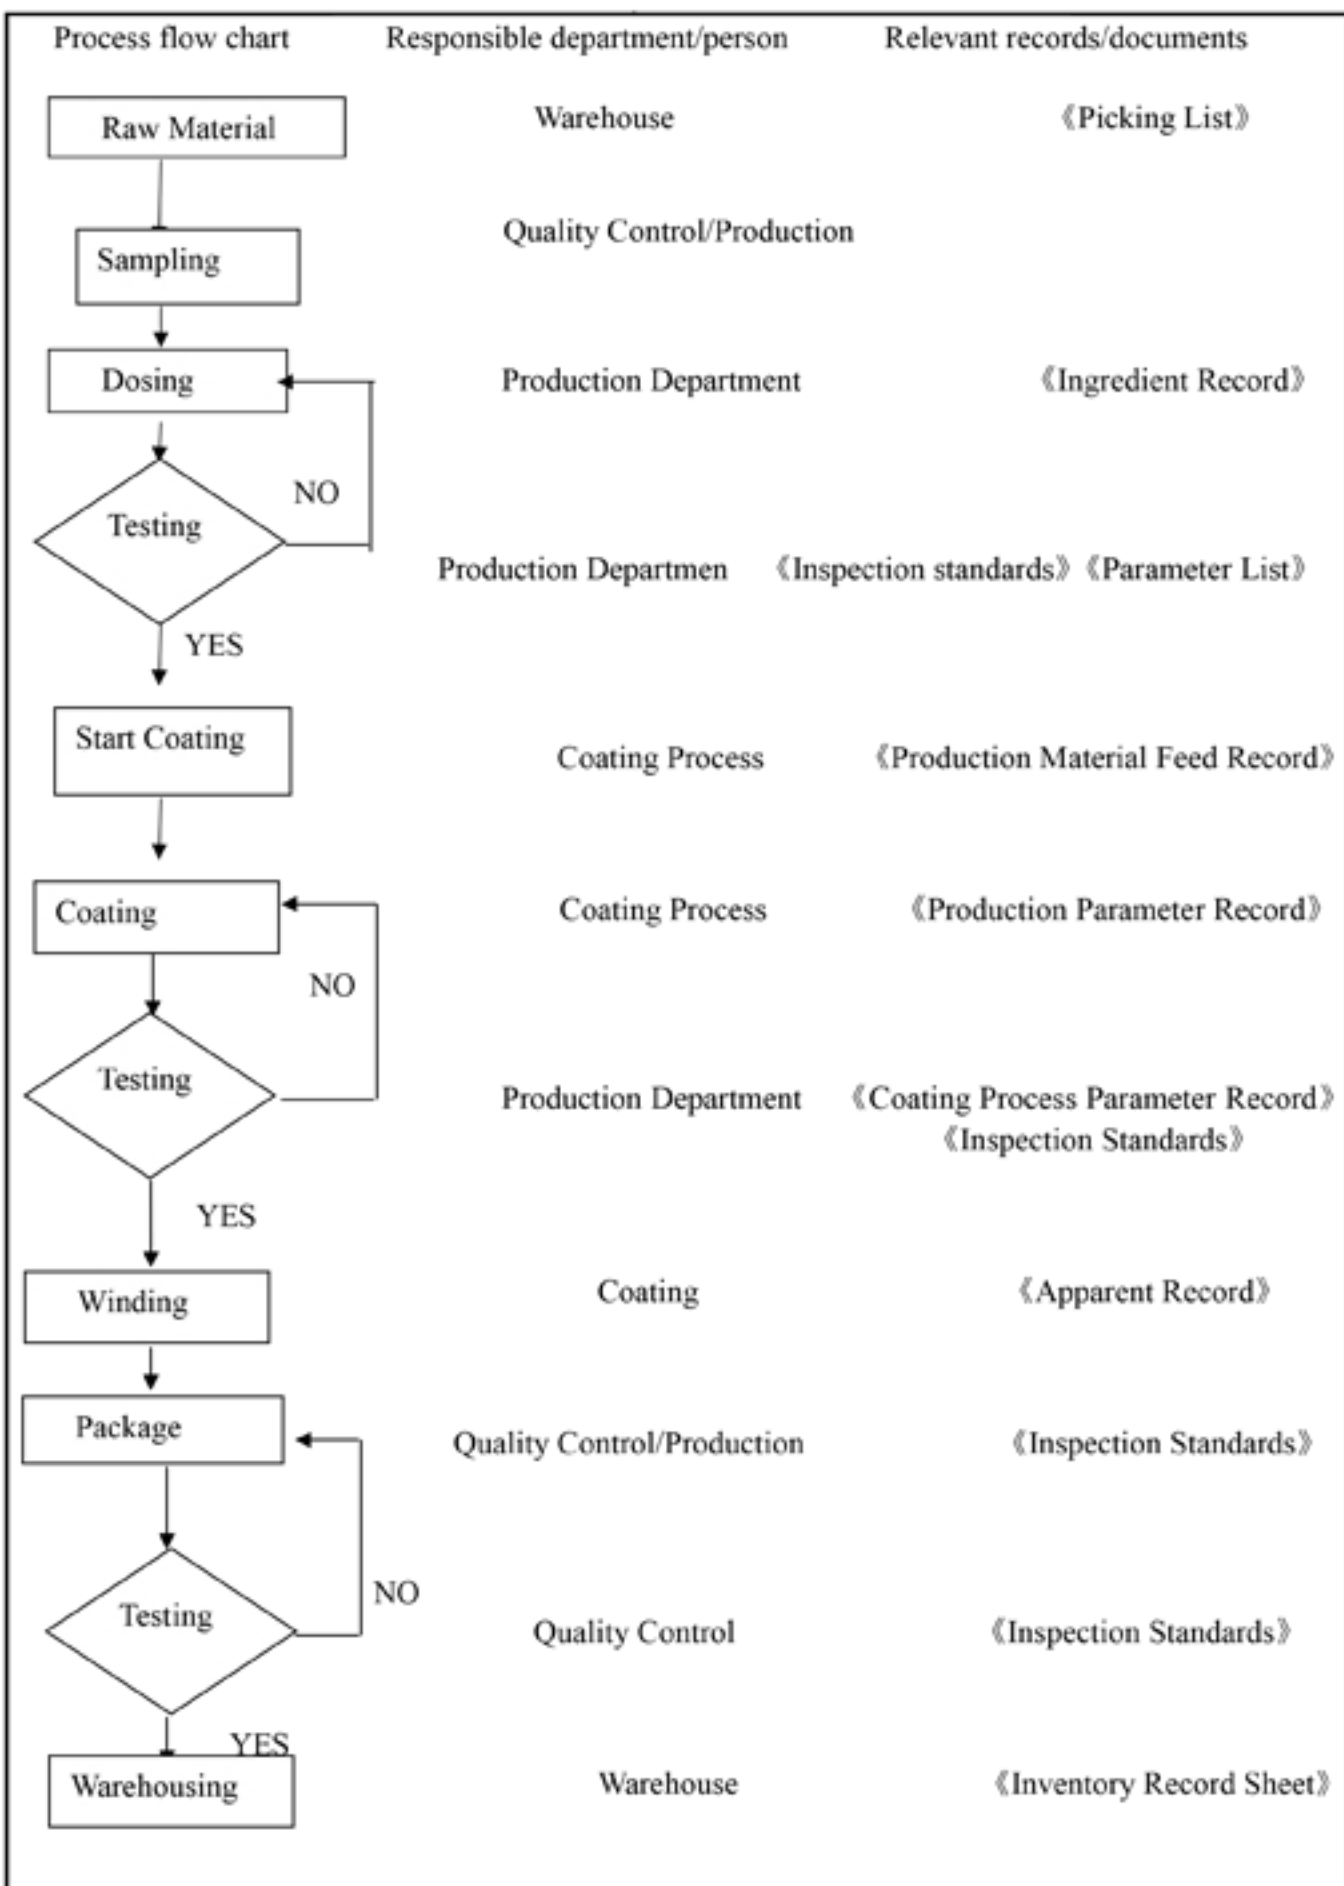 Process flow chart Responsible department/person Relevant records/documents
Raw Material Warehouse 《Picking List》
Sampling Quality Control/Production
Dosing Production Department 《Ingredient Record》
NO
Testing
Production Departmen 《Inspection standards》《Parameter List》
YES
Start Coating Coating Process 《Production Material Feed Record》
Coating Coating Process 《Production Parameter Record》
NO
Testing Production Department 《Coating Process Parameter Record》
《Inspection Standards》
YES
Winding Coating 《Apparent Record》
Package Quality Control/Production 《Inspection Standards》
NO
Testing Quality Control 《Inspection Standards》
YES
Warehousing Warehouse 《Inventory Record Sheet》